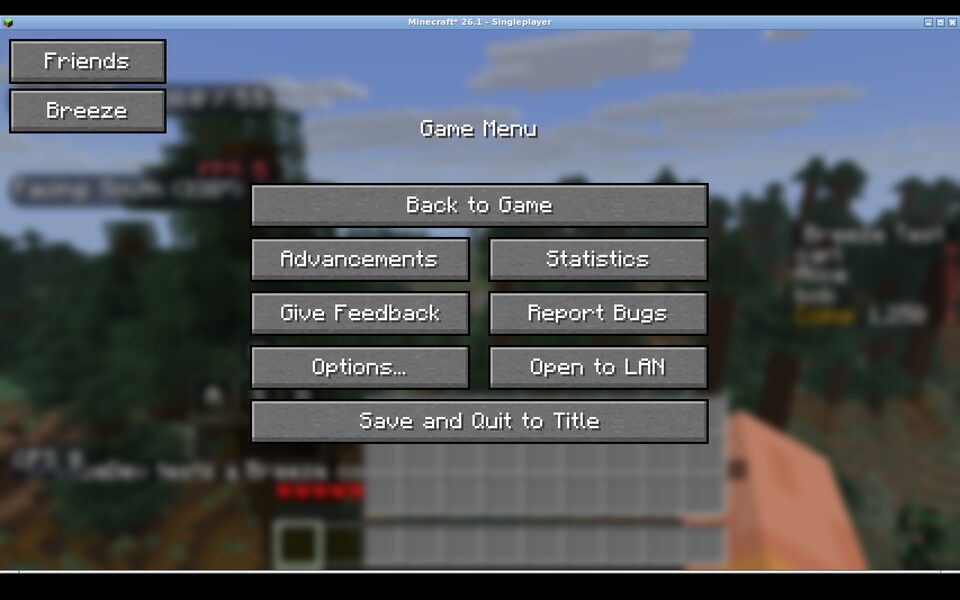 Minecraft* 26.1 - Singleplayer
Friends
Breeze
Game Menu
Back to Game
Advancements
Statistics
Give Feedback
Report Bugs
Options...
Open to LAN
Save and Quit to Title